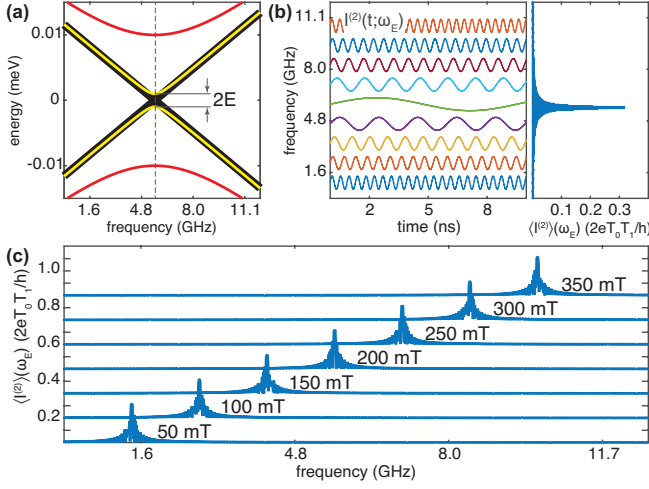 (a)
energy (meV)
0.01
0
-0.01
2E
1.6 4.8 8.0 11.1
frequency (GHz)
(b)
frequency (GHz)
11.1
8.0
4.8
1.6
I⁽²⁾(t;ω_E)
2 5 8
time (ns)
0.1 0.2 0.3
⟨I⁽²⁾⟩(ω_E) (2eT₀T₁/h)
(c)
⟨I⁽²⁾⟩(ω_E) (2eT₀T₁/h)
1.0
0.8
0.6
0.4
0.2
350 mT
300 mT
250 mT
200 mT
150 mT
100 mT
50 mT
1.6 4.8 8.0 11.7
frequency (GHz)